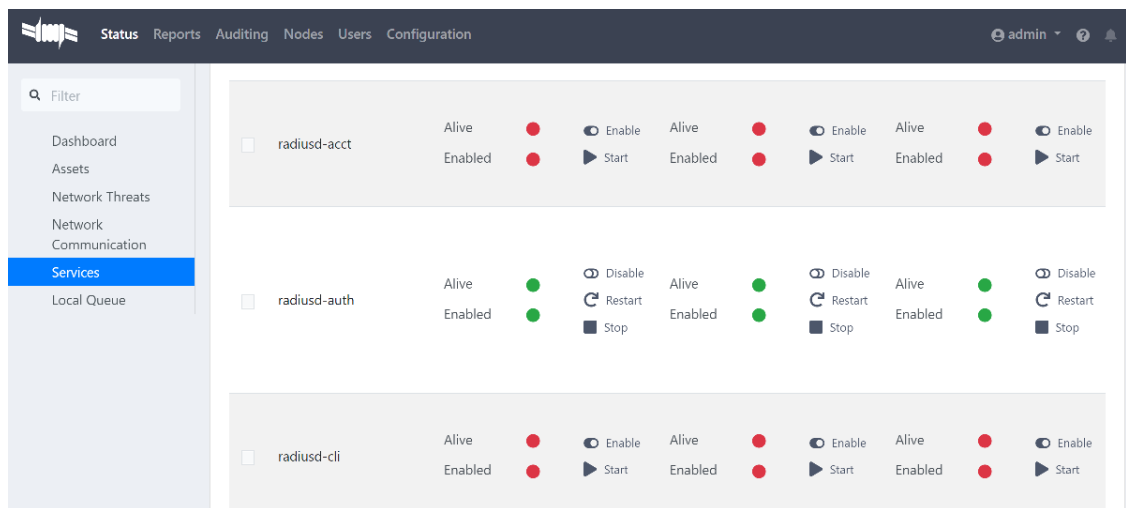 Status Reports Auditing Nodes Users Configuration admin
Filter
Dashboard
Assets
Network Threats
Network
Communication
Services
Local Queue
radiusd-acct
Alive Enable Alive Enable Alive Enable
Enabled Start Enabled Start Enabled Start
radiusd-auth
Disable Disable Disable
Alive Alive Alive
Restart Restart Restart
Enabled Enabled Enabled
Stop Stop Stop
radiusd-cli
Alive Enable Alive Enable Alive Enable
Enabled Start Enabled Start Enabled Start